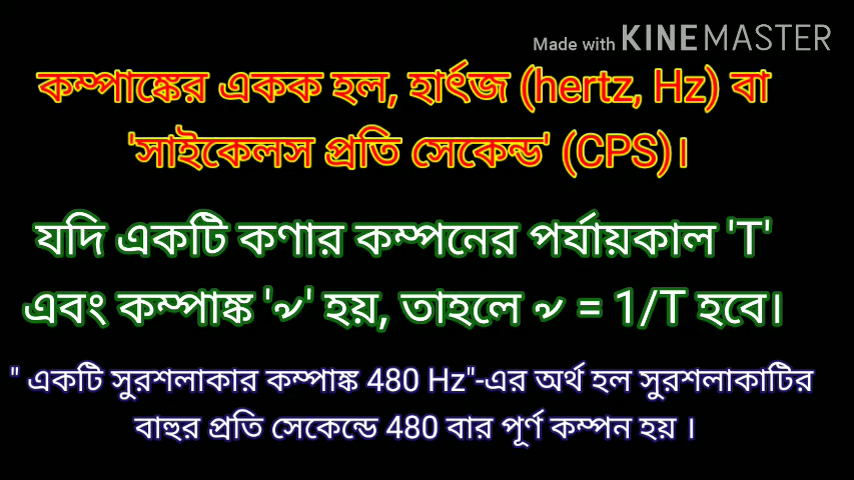 Made with KINEMASTER
কম্পাঙ্কের একক হল, হার্ৎজ (hertz, Hz) বা
'সাইকেলস প্রতি সেকেন্ড' (CPS)।
যদি একটি কণার কম্পনের পর্যায়কাল 'T'
এবং কম্পাঙ্ক '৺' হয়, তাহলে ৺ = 1/T হবে।
" একটি সুরশলাকার কম্পাঙ্ক 480 Hz"-এর অর্থ হল সুরশলাকাটির
বাহুর প্রতি সেকেন্ডে 480 বার পূর্ণ কম্পন হয় ।